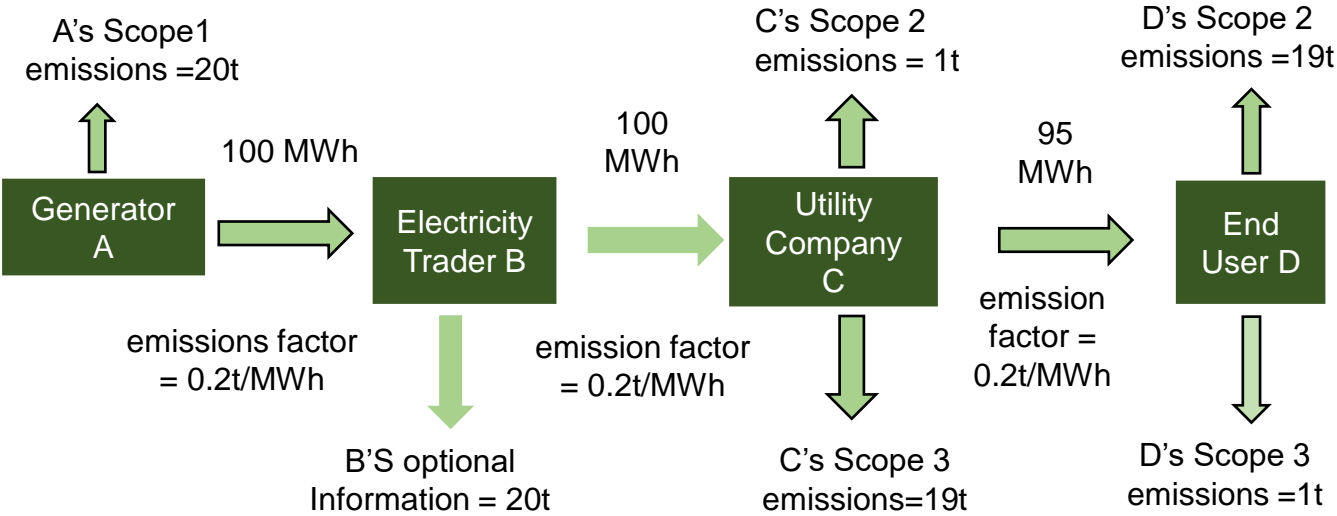 A's Scope1
emissions =20t
100 MWh
Generator
A
Electricity
Trader B
emissions factor
= 0.2t/MWh
B'S optional
Information = 20t
100
MWh
emission factor
= 0.2t/MWh
C's Scope 2
emissions = 1t
Utility
Company
C
C's Scope 3
emissions=19t
95
MWh
emission
factor =
0.2t/MWh
D's Scope 2
emissions =19t
End
User D
D's Scope 3
emissions =1t